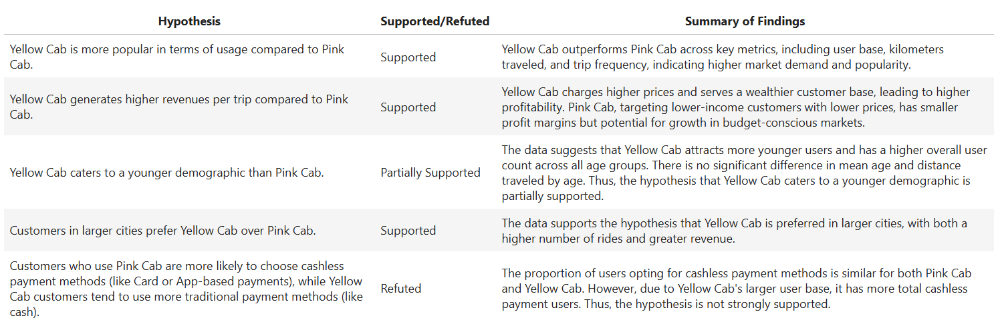 Hypothesis Supported/Refuted Summary of Findings
Yellow Cab is more popular in terms of usage compared to Pink
Cab.
Supported
Yellow Cab outperforms Pink Cab across key metrics, including user base, kilometers
traveled, and trip frequency, indicating higher market demand and popularity.
Yellow Cab generates higher revenues per trip compared to Pink
Cab.
Supported
Yellow Cab charges higher prices and serves a wealthier customer base, leading to higher
profitability. Pink Cab, targeting lower-income customers with lower prices, has smaller
profit margins but potential for growth in budget-conscious markets.
Yellow Cab caters to a younger demographic than Pink Cab.
Partially Supported
The data suggests that Yellow Cab attracts more younger users and has a higher overall user
count across all age groups. There is no significant difference in mean age and distance
traveled by age. Thus, the hypothesis that Yellow Cab caters to a younger demographic is
partially supported.
Customers in larger cities prefer Yellow Cab over Pink Cab.
Supported
The data supports the hypothesis that Yellow Cab is preferred in larger cities, with both a
higher number of rides and greater revenue.
Customers who use Pink Cab are more likely to choose cashless
payment methods (like Card or App-based payments), while Yellow
Cab customers tend to use more traditional payment methods (like
cash).
Refuted
The proportion of users opting for cashless payment methods is similar for both Pink Cab
and Yellow Cab. However, due to Yellow Cab's larger user base, it has more total cashless
payment users. Thus, the hypothesis is not strongly supported.